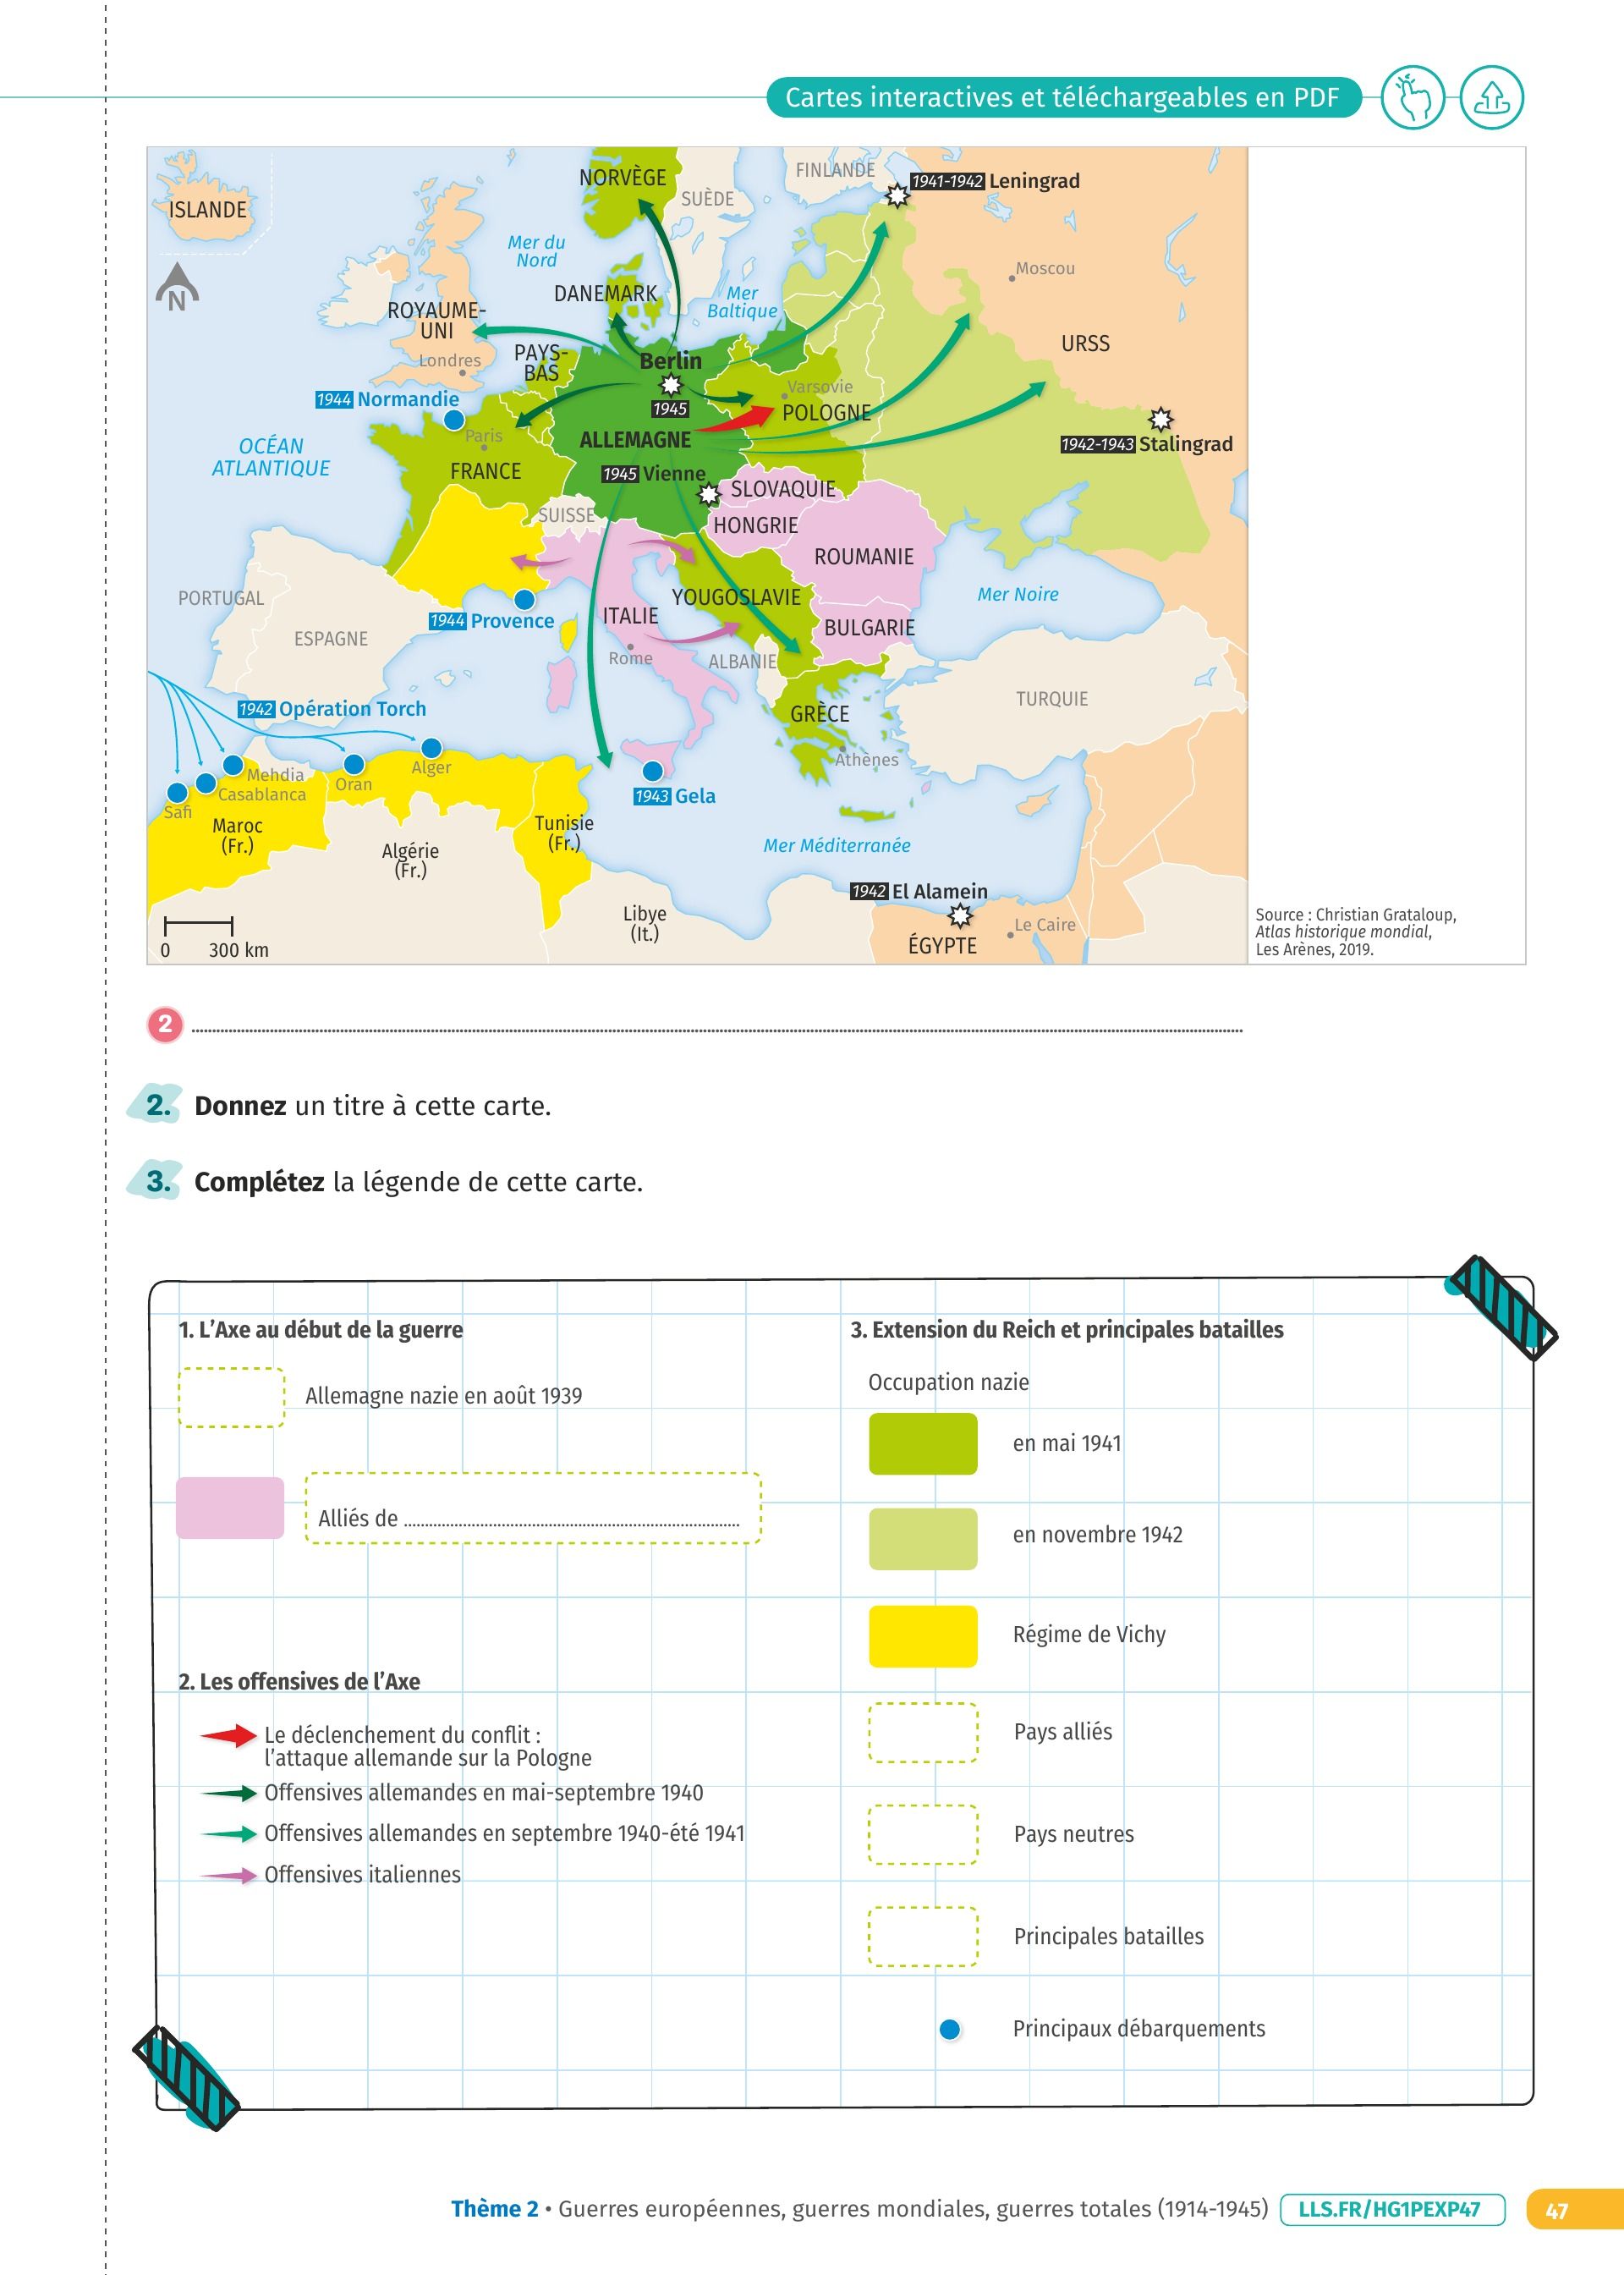 Cartes interactives et téléchargeables en PDF
ISLANDE
N
NORVÈGE
SUÈDE
FINLANDE
1941-1942 Leningrad
Moscou
URSS
Mer du
Nord
DANEMARK
Mer
Baltique
ROYAUME-
UNI
Londres
PAYS-
BAS
Berlin
1945
Varsovie
POLOGNE
1944 Normandie
Paris
FRANCE
ALLEMAGNE
1945 Vienne
1942-1943 Stalingrad
OCÉAN
ATLANTIQUE
SLOVAQUIE
SUISSE
HONGRIE
ROUMANIE
PORTUGAL
ESPAGNE
1944 Provence
ITALIE
Rome
YOUGOSLAVIE
BULGARIE
Mer Noire
ALBANIE
TURQUIE
GRÈCE
Athènes
1942 Opération Torch
Mehdia
Casablanca
Safi
Oran
Alger
1943 Gela
Maroc
(Fr.)
Algérie
(Fr.)
Tunisie
(Fr.)
Mer Méditerranée
Libye
(It.)
1942 El Alamein
Le Caire
ÉGYPTE
0 300 km
Source : Christian Grataloup,
Atlas historique mondial,
Les Arènes, 2019.
2
2. Donnez un titre à cette carte.
3. Complétez la légende de cette carte.
1. L’Axe au début de la guerre
Allemagne nazie en août 1939
Alliés de
2. Les offensives de l’Axe
Le déclenchement du conflit :
l’attaque allemande sur la Pologne
Offensives allemandes en mai-septembre 1940
Offensives allemandes en septembre 1940-été 1941
Offensives italiennes
3. Extension du Reich et principales batailles
Occupation nazie
en mai 1941
en novembre 1942
Régime de Vichy
Pays alliés
Pays neutres
Principales batailles
Principaux débarquements
Thème 2 • Guerres européennes, guerres mondiales, guerres totales (1914-1945) LLS.FR/HG1PEXP47 47